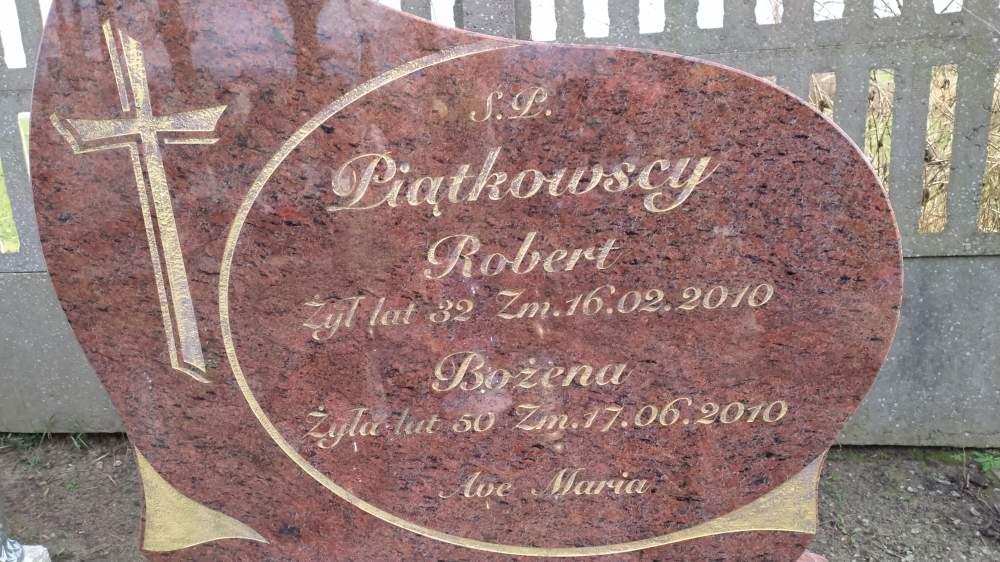 Ś.P.
Piątkowscy
Robert
Żył lat 32 Zm.16.02.2010
Bożena
Żyła lat 50 Zm.17.06.2010
Ave Maria